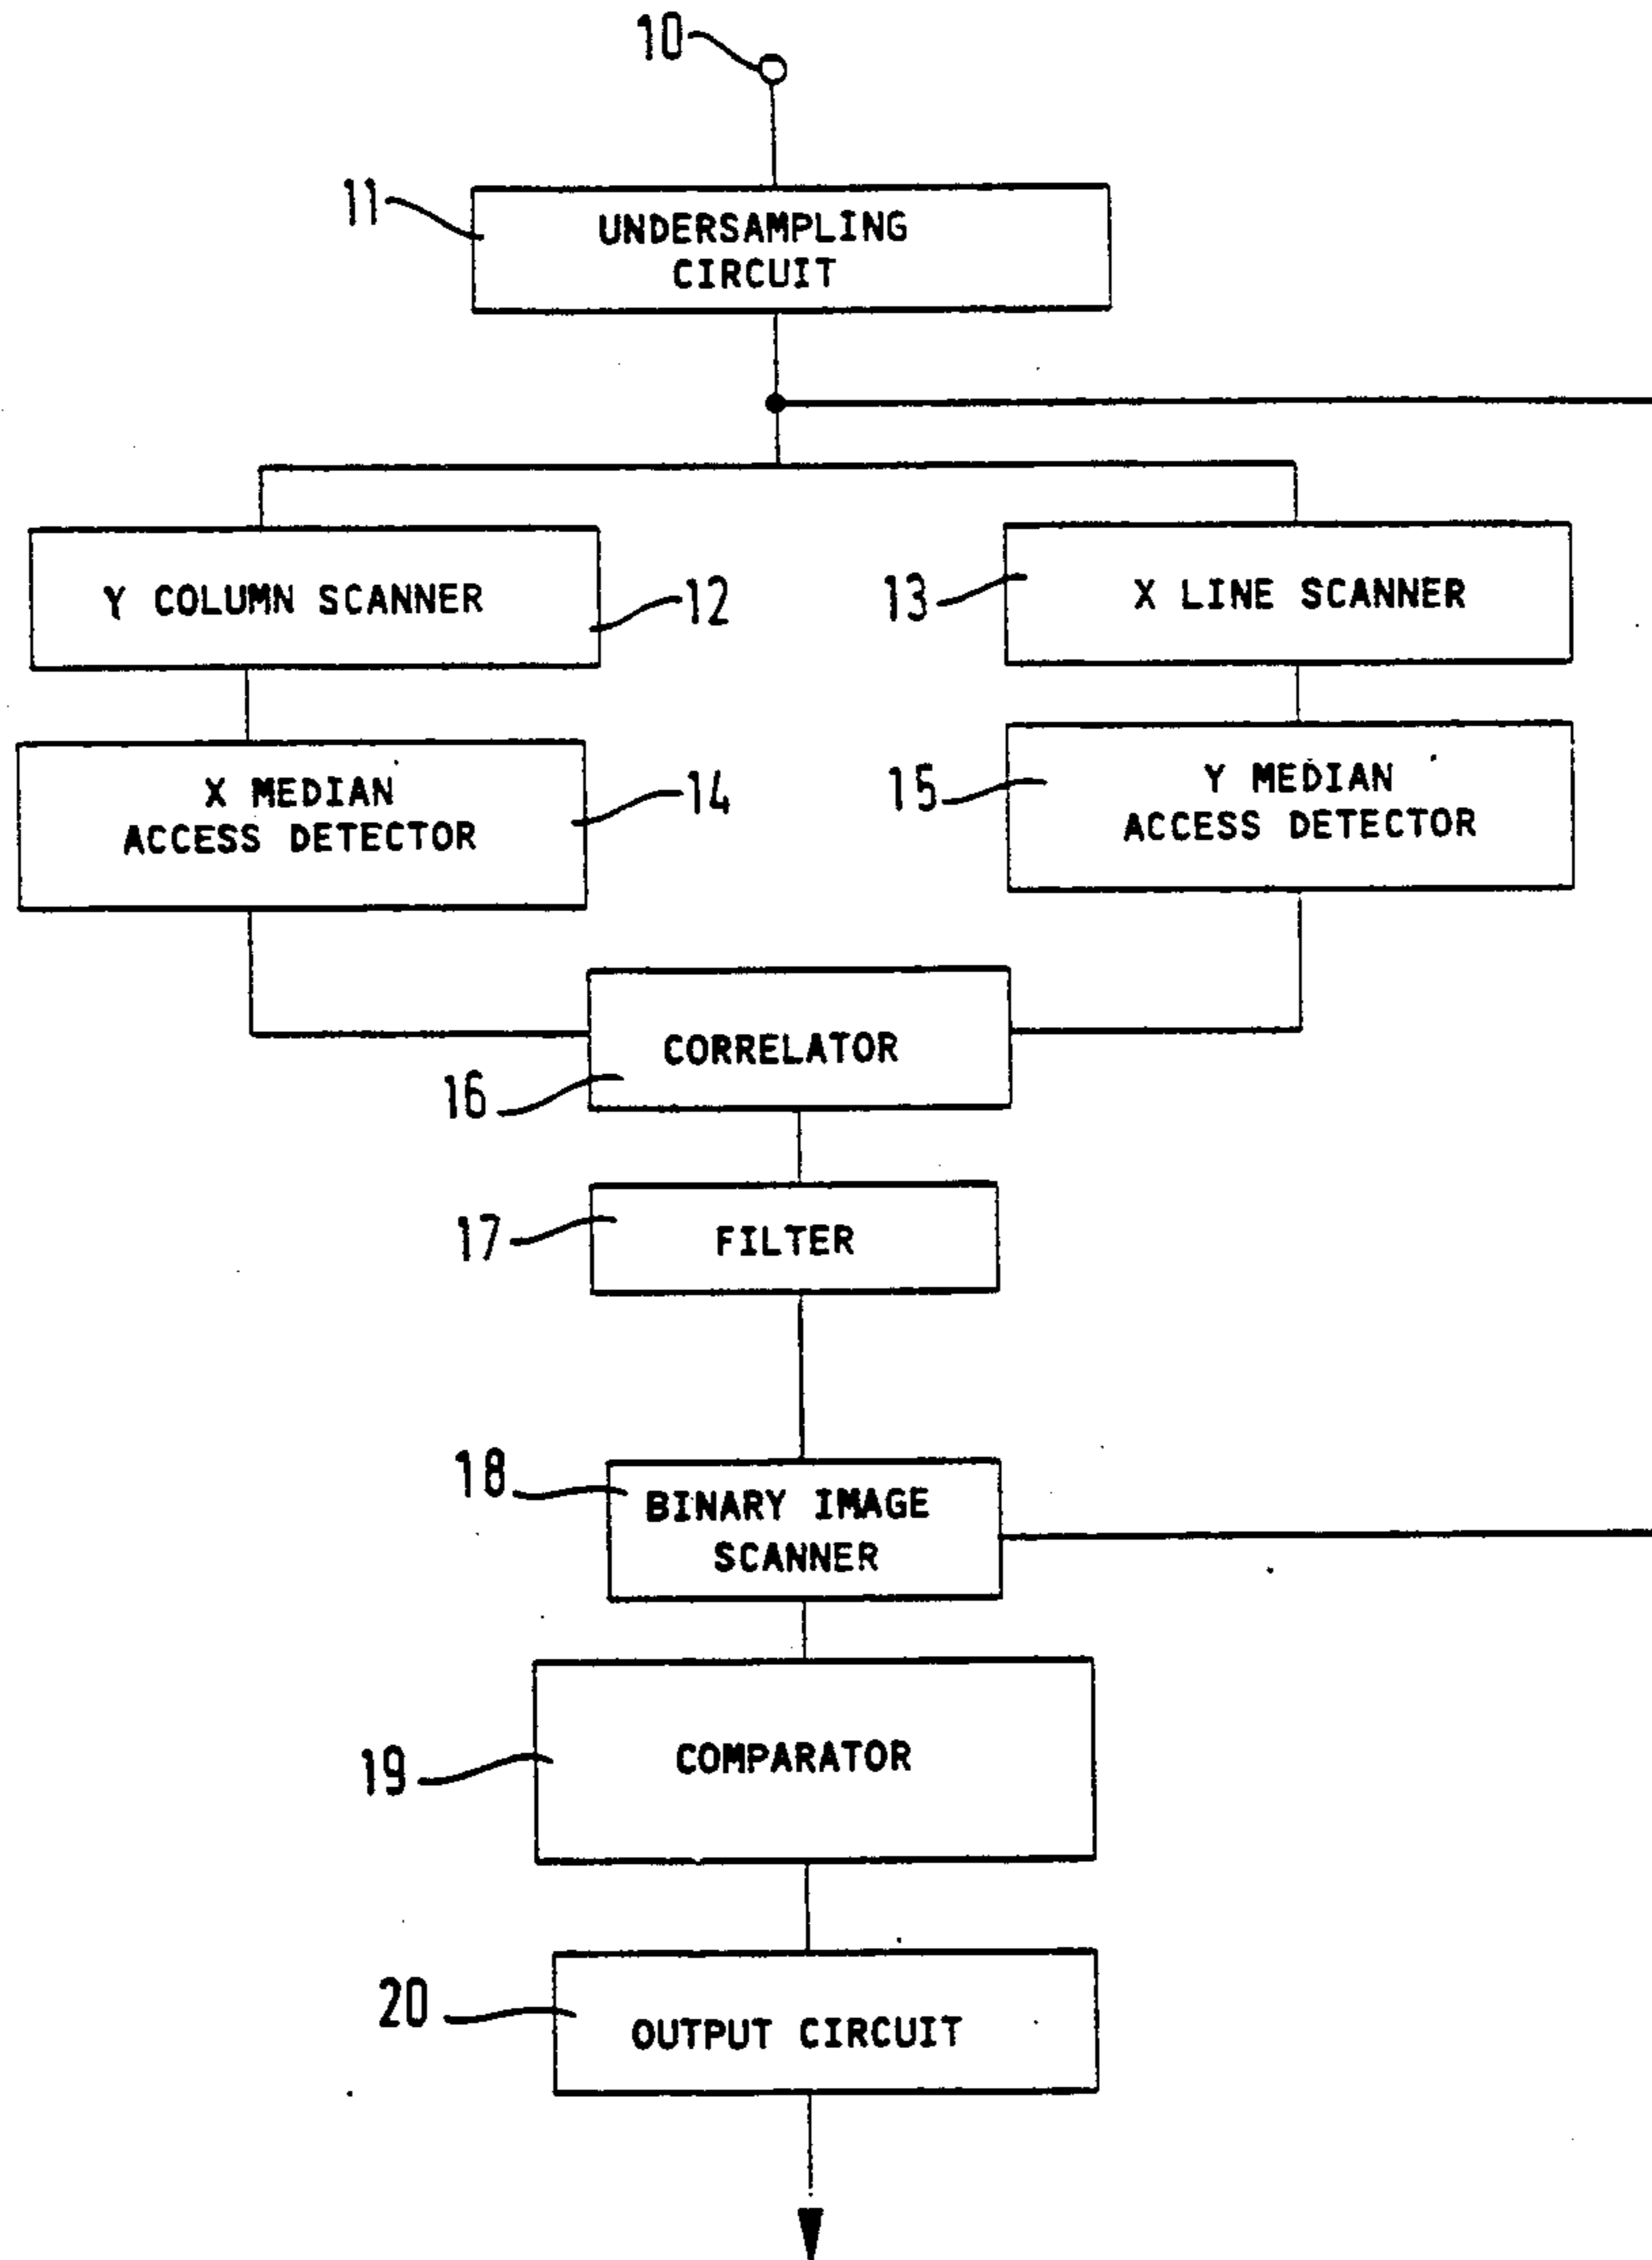 10
11
UNDERSAMPLING
CIRCUIT
Y COLUMN SCANNER
12
13
X LINE SCANNER
X MEDIAN
ACCESS DETECTOR
14
15
Y MEDIAN
ACCESS DETECTOR
CORRELATOR
16
17
FILTER
18
BINARY IMAGE
SCANNER
19
COMPARATOR
20
OUTPUT CIRCUIT